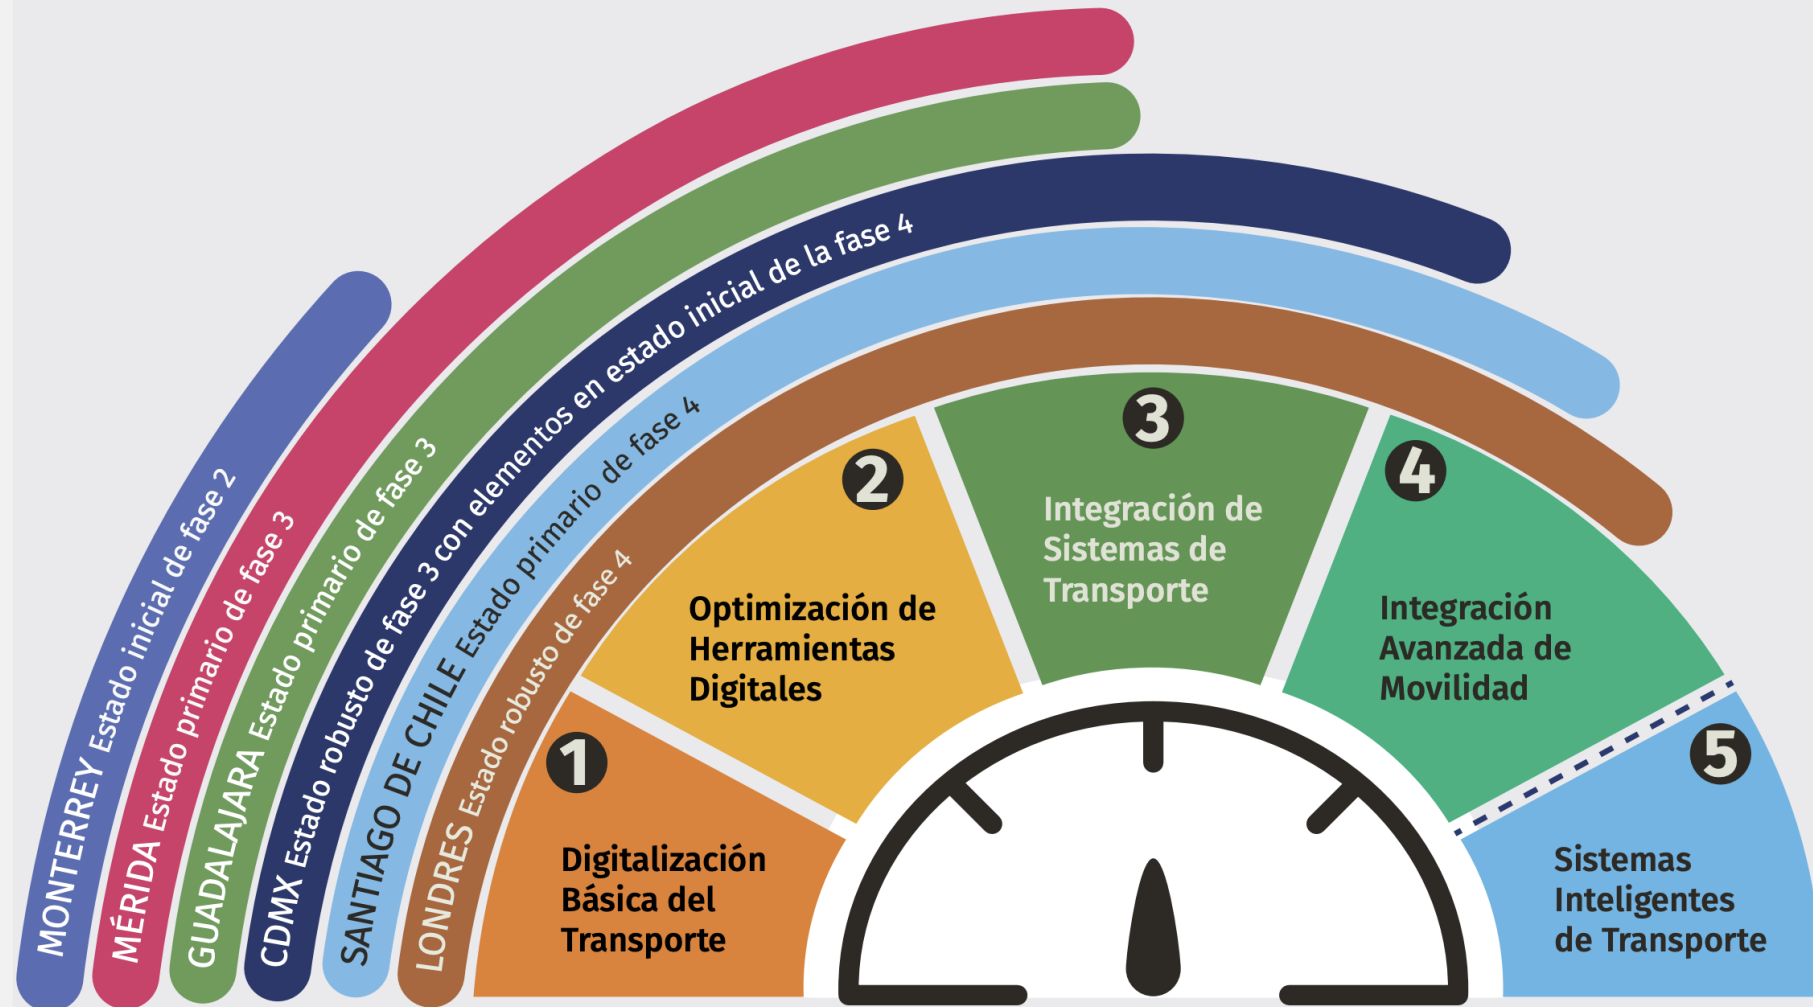 MONTERREY Estado inicial de fase 2
MÉRIDA Estado primario de fase 3
GUADALAJARA Estado primario de fase 3
CDMX Estado robusto de fase 3 con elementos en estado inicial de la fase 4
SANTIAGO DE CHILE Estado primario de fase 4
LONDRES Estado robusto de fase 4
1
Digitalización
Básica del
Transporte
2
Optimización de
Herramientas
Digitales
3
Integración de
Sistemas de
Transporte
4
Integración
Avanzada de
Movilidad
5
Sistemas
Inteligentes
de Transporte